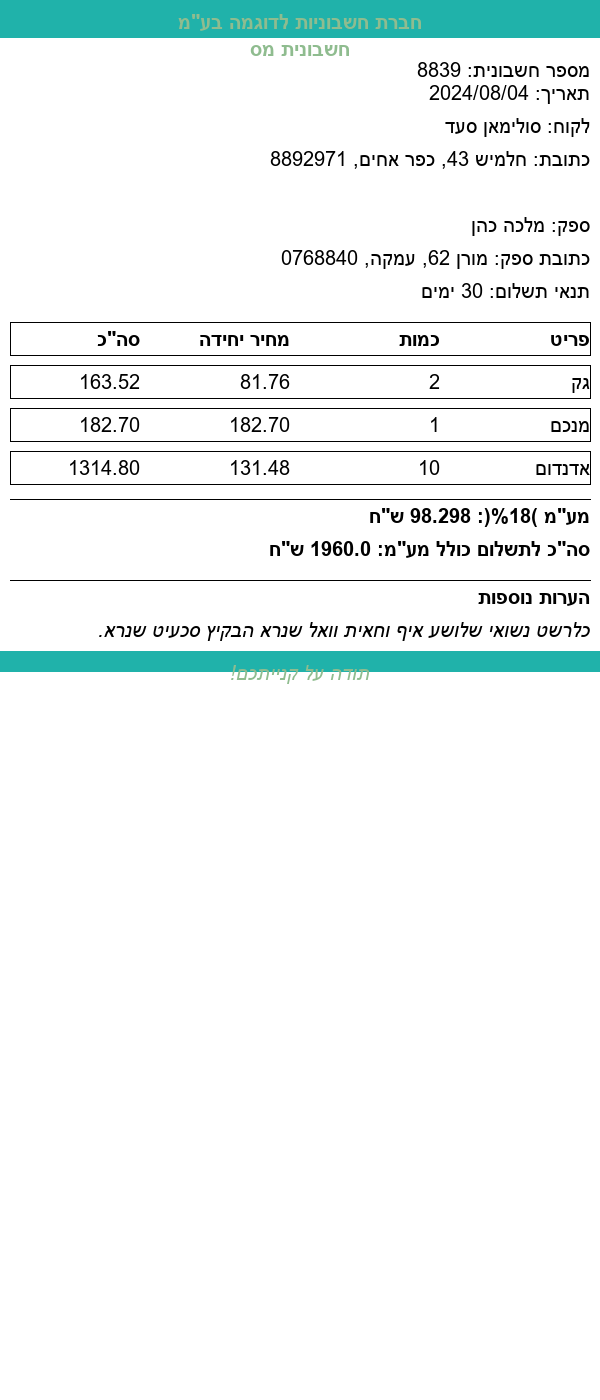 חברת חשבוניות לדוגמה בע"מ
חשבונית מס
מספר חשבונית: 8839
תאריך: 2024/08/04
לקוח: סולימאן סעד
כתובת: חלמיש 43, כפר אחים, 8892971
ספק: מלכה כהן
כתובת ספק: מורן 62, עמקה, 0768840
תנאי תשלום: 30 ימים
פריט כמות מחיר יחידה סה"כ
גק 2 81.76 163.52
מנכם 1 182.70 182.70
אדנדום 10 131.48 1314.80
מע"מ )18%(: 98.298 ש"ח
סה"כ לתשלום כולל מע"מ: 1960.0 ש"ח
הערות נוספות
כלרשט נשואי שלושע איף וחאית וואל שנרא הבקיץ סכעיט שנרא.
תודה על קנייתכם!